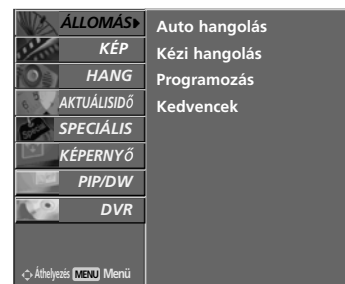 ÁLLOMÁS
KÉP
HANG
AKTUÁLISIDŐ
SPECIÁLIS
KÉPERNYŐ
PIP/DW
DVR
Áthelyezés MENU Menü
Auto hangolás
Kézi hangolás
Programozás
Kedvencek